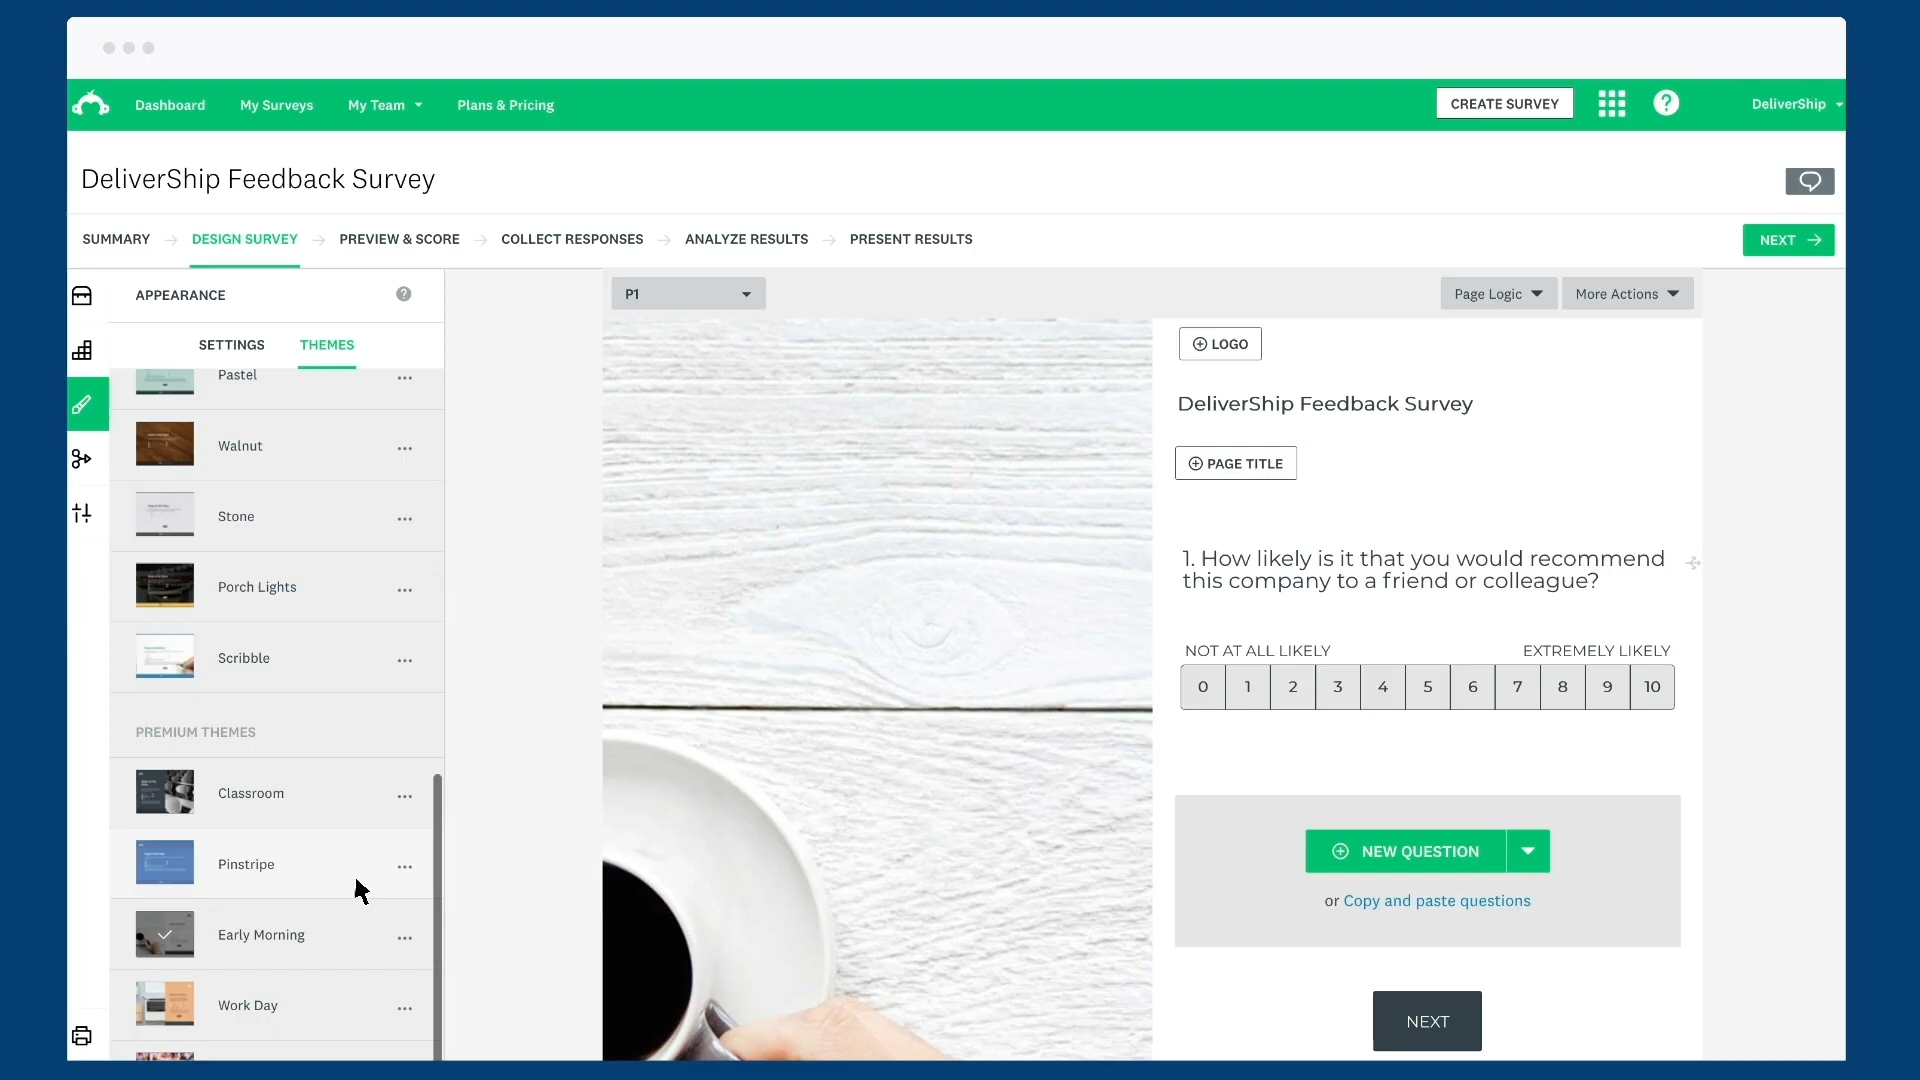 Dashboard
My Surveys
My Team
Plans & Pricing
CREATE SURVEY
?
DeliverShip
DeliverShip Feedback Survey
SUMMARY
DESIGN SURVEY
PREVIEW & SCORE
COLLECT RESPONSES
ANALYZE RESULTS
PRESENT RESULTS
NEXT
APPEARANCE
?
SETTINGS
THEMES
Pastel
Walnut
Stone
Porch Lights
Scribble
PREMIUM THEMES
Classroom
Pinstripe
Early Morning
Work Day
P1
Page Logic
More Actions
LOGO
DeliverShip Feedback Survey
PAGE TITLE
1. How likely is it that you would recommend
this company to a friend or colleague?
NOT AT ALL LIKELY
EXTREMELY LIKELY
0 1 2 3 4 5 6 7 8 9 10
NEW QUESTION
or Copy and paste questions
NEXT